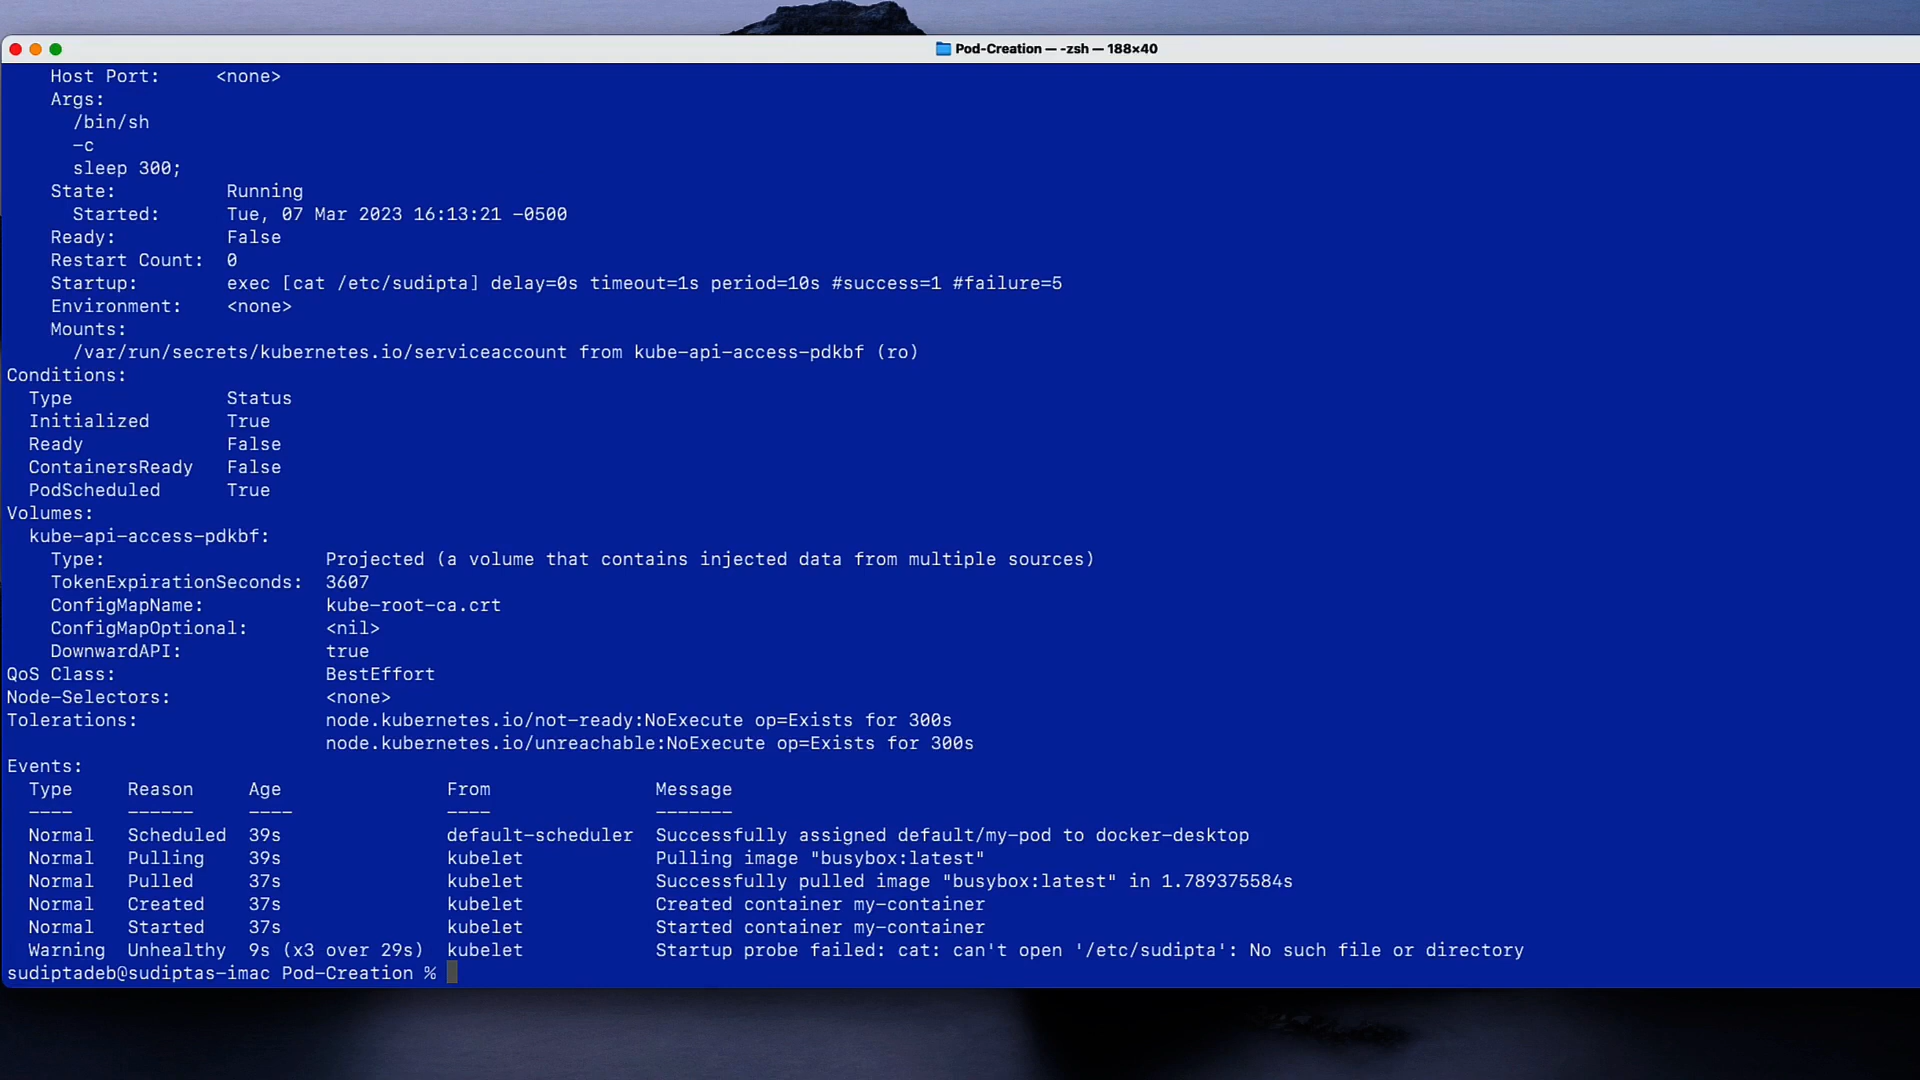 Pod-Creation — -zsh — 188×40
Host Port: <none>
Args:
/bin/sh
-c
sleep 300;
State: Running
Started: Tue, 07 Mar 2023 16:13:21 -0500
Ready: False
Restart Count: 0
Startup: exec [cat /etc/sudipta] delay=0s timeout=1s period=10s #success=1 #failure=5
Environment: <none>
Mounts:
/var/run/secrets/kubernetes.io/serviceaccount from kube-api-access-pdkbf (ro)
Conditions:
Type Status
Initialized True
Ready False
ContainersReady False
PodScheduled True
Volumes:
kube-api-access-pdkbf:
Type: Projected (a volume that contains injected data from multiple sources)
TokenExpirationSeconds: 3607
ConfigMapName: kube-root-ca.crt
ConfigMapOptional: <nil>
DownwardAPI: true
QoS Class: BestEffort
Node-Selectors: <none>
Tolerations: node.kubernetes.io/not-ready:NoExecute op=Exists for 300s
node.kubernetes.io/unreachable:NoExecute op=Exists for 300s
Events:
Type Reason Age From Message
---- ------ ---- ---- -------
Normal Scheduled 39s default-scheduler Successfully assigned default/my-pod to docker-desktop
Normal Pulling 39s kubelet Pulling image "busybox:latest"
Normal Pulled 37s kubelet Successfully pulled image "busybox:latest" in 1.789375584s
Normal Created 37s kubelet Created container my-container
Normal Started 37s kubelet Started container my-container
Warning Unhealthy 9s (x3 over 29s) kubelet Startup probe failed: cat: can't open '/etc/sudipta': No such file or directory
sudiptadeb@sudiptas-imac Pod-Creation %